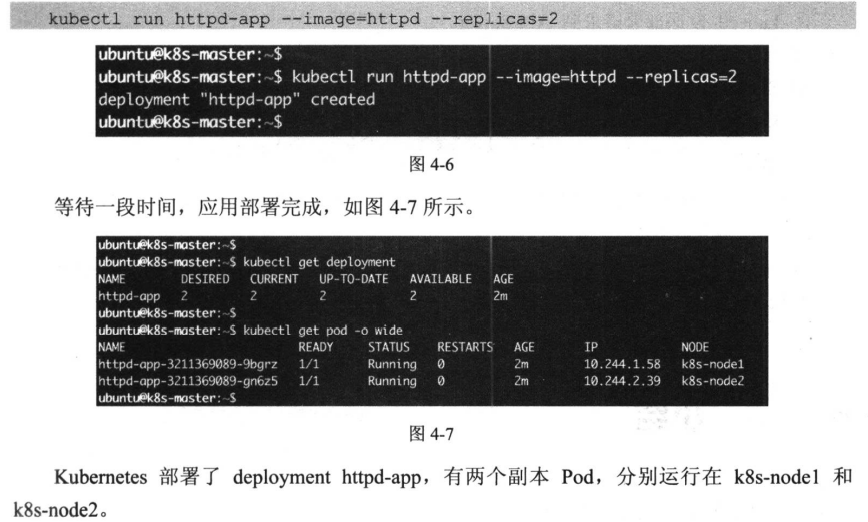 kubectl run httpd-app --image=httpd --replicas=2
ubuntu@k8s-master:~$
ubuntu@k8s-master:~$ kubectl run httpd-app --image=httpd --replicas=2
deployment "httpd-app" created
ubuntu@k8s-master:~$
图 4-6
等待一段时间，应用部署完成，如图 4-7 所示。
ubuntu@k8s-master:~$
ubuntu@k8s-master:~$ kubectl get deployment
NAME DESIRED CURRENT UP-TO-DATE AVAILABLE AGE
httpd-app 2 2 2 2 2m
ubuntu@k8s-master:~$
ubuntu@k8s-master:~$ kubectl get pod -o wide
NAME READY STATUS RESTARTS AGE IP NODE
httpd-app-3211369089-9bgrz 1/1 Running 0 2m 10.244.1.58 k8s-node1
httpd-app-3211369089-gn6z5 1/1 Running 0 2m 10.244.2.39 k8s-node2
ubuntu@k8s-master:~$
图 4-7
Kubernetes 部署了 deployment httpd-app，有两个副本 Pod，分别运行在 k8s-node1 和
k8s-node2。